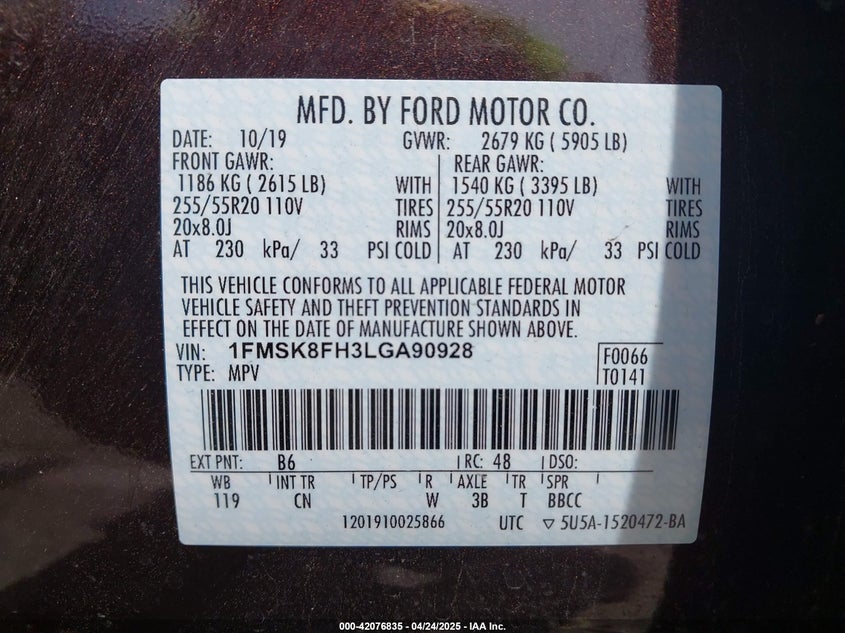 MFD. BY FORD MOTOR CO.
DATE: 10/19 GVWR: 2679 KG ( 5905 LB)
FRONT GAWR: REAR GAWR:
1186 KG ( 2615 LB) WITH 1540 KG ( 3395 LB) WITH
255/55R20 110V TIRES 255/55R20 110V TIRES
20x8.0J RIMS 20x8.0J RIMS
AT 230 kPa/ 33 PSI COLD AT 230 kPa/ 33 PSI COLD
THIS VEHICLE CONFORMS TO ALL APPLICABLE FEDERAL MOTOR
VEHICLE SAFETY AND THEFT PREVENTION STANDARDS IN
EFFECT ON THE DATE OF MANUFACTURE SHOWN ABOVE.
VIN: 1FMSK8FH3LGA90928 F0066
TYPE: MPV T0141
EXT PNT: B6 RC: 48 DSO:
WB INT TR TP/PS R AXLE TR SPR
119 CN W 3B T BBCC
1201910025866 UTC ▽ 5U5A-1520472-BA
000-42076835 - 04/24/2025 - IAA Inc.